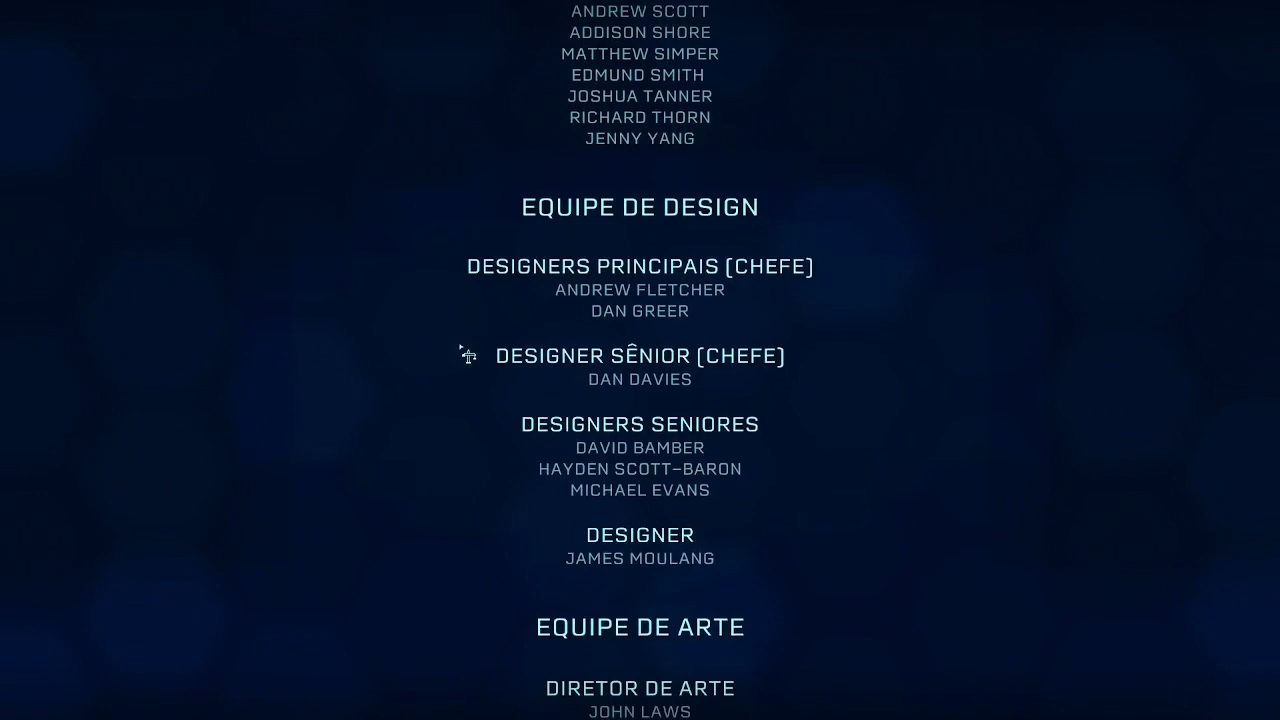 ANDREW SCOTT
ADDISON SHORE
MATTHEW SIMPER
EDMUND SMITH
JOSHUA TANNER
RICHARD THORN
JENNY YANG
EQUIPE DE DESIGN
DESIGNERS PRINCIPAIS (CHEFE)
ANDREW FLETCHER
DAN GREER
DESIGNER SÊNIOR (CHEFE)
DAN DAVIES
DESIGNERS SENIORES
DAVID BAMBER
HAYDEN SCOTT-BARON
MICHAEL EVANS
DESIGNER
JAMES MOULANG
EQUIPE DE ARTE
DIRETOR DE ARTE
JOHN LAWS